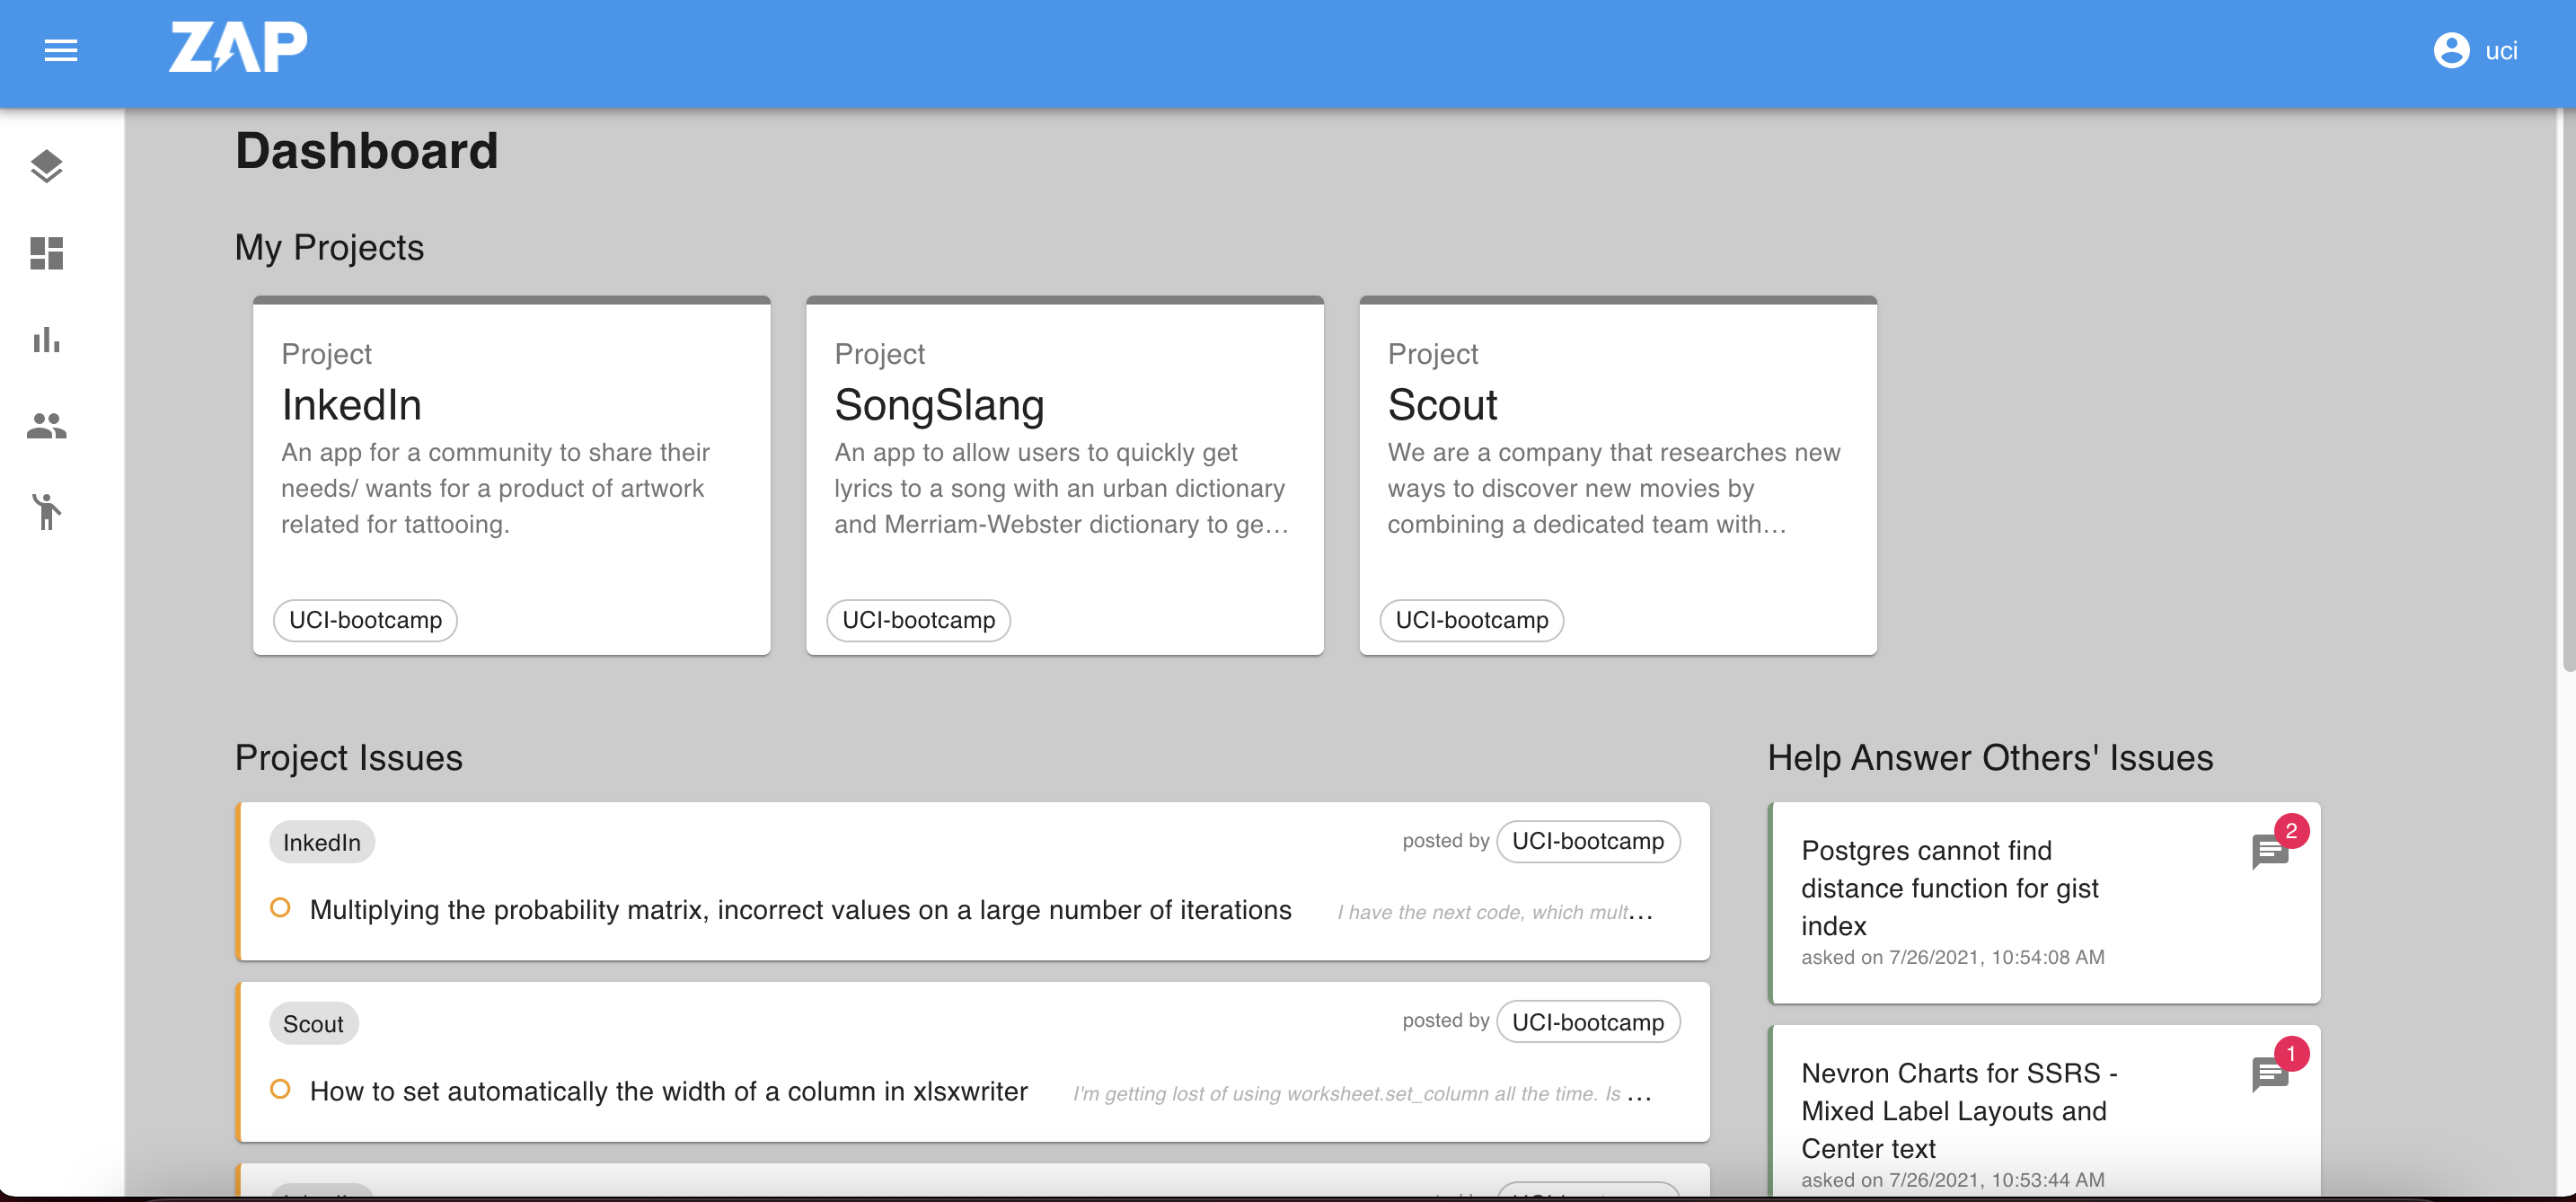 ZAP
uci
Dashboard
My Projects
Project
InkedIn
An app for a community to share their
needs/ wants for a product of artwork
related for tattooing.
UCI-bootcamp
Project
SongSlang
An app to allow users to quickly get
lyrics to a song with an urban dictionary
and Merriam-Webster dictionary to ge...
UCI-bootcamp
Project
Scout
We are a company that researches new
ways to discover new movies by
combining a dedicated team with...
UCI-bootcamp
Project Issues
InkedIn
posted by UCI-bootcamp
Multiplying the probability matrix, incorrect values on a large number of iterations I have the next code, which mult...
Scout
posted by UCI-bootcamp
How to set automatically the width of a column in xlsxwriter I'm getting lost of using worksheet.set_column all the time. Is ...
Help Answer Others' Issues
2
Postgres cannot find
distance function for gist
index
asked on 7/26/2021, 10:54:08 AM
1
Nevron Charts for SSRS -
Mixed Label Layouts and
Center text
asked on 7/26/2021, 10:53:44 AM